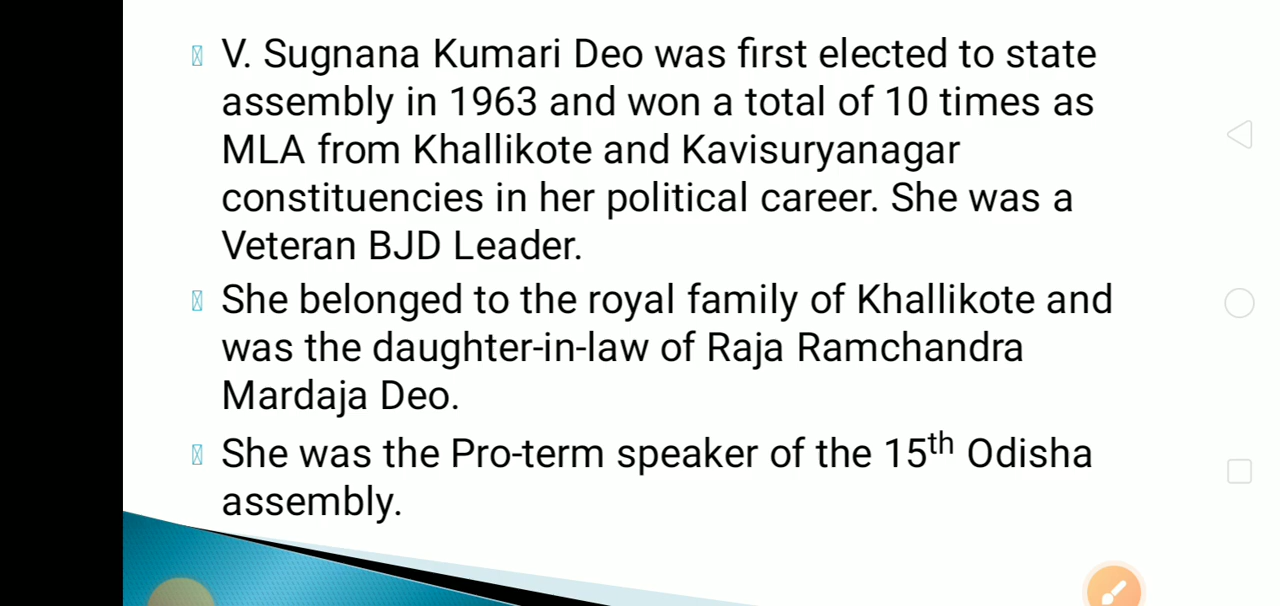 V. Sugnana Kumari Deo was first elected to state
assembly in 1963 and won a total of 10 times as
MLA from Khallikote and Kavisuryanagar
constituencies in her political career. She was a
Veteran BJD Leader.
She belonged to the royal family of Khallikote and
was the daughter-in-law of Raja Ramchandra
Mardaja Deo.
She was the Pro-term speaker of the 15th Odisha
assembly.